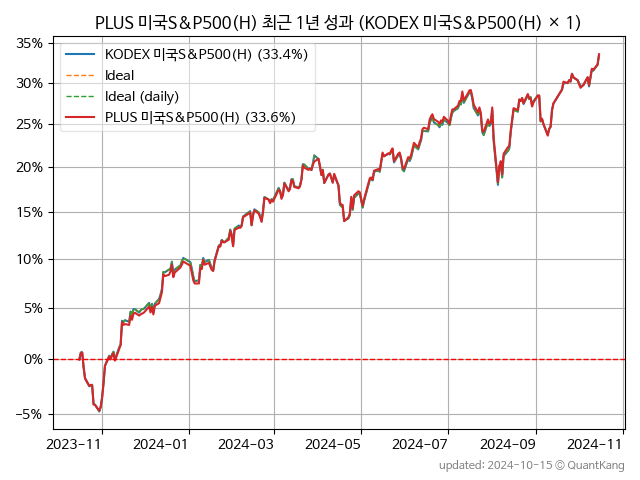 PLUS 미국S&P500(H) 최근 1년 성과 (KODEX 미국S&P500(H) × 1)
KODEX 미국S&P500(H) (33.4%)
Ideal
Ideal (daily)
PLUS 미국S&P500(H) (33.6%)
35%
30%
25%
20%
15%
10%
5%
0%
−5%
2023-11 2024-01 2024-03 2024-05 2024-07 2024-09 2024-11
updated: 2024-10-15 © QuantKang